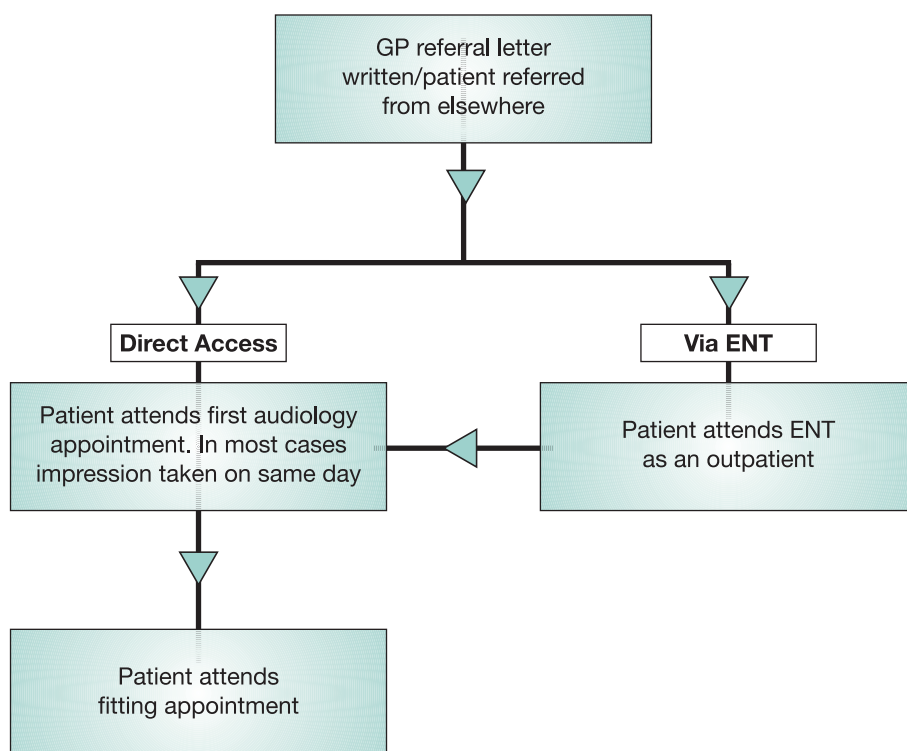 GP referral letter
written/patient referred
from elsewhere
Direct Access
Via ENT
Patient attends first audiology
appointment. In most cases
impression taken on same day
Patient attends ENT
as an outpatient
Patient attends
fitting appointment